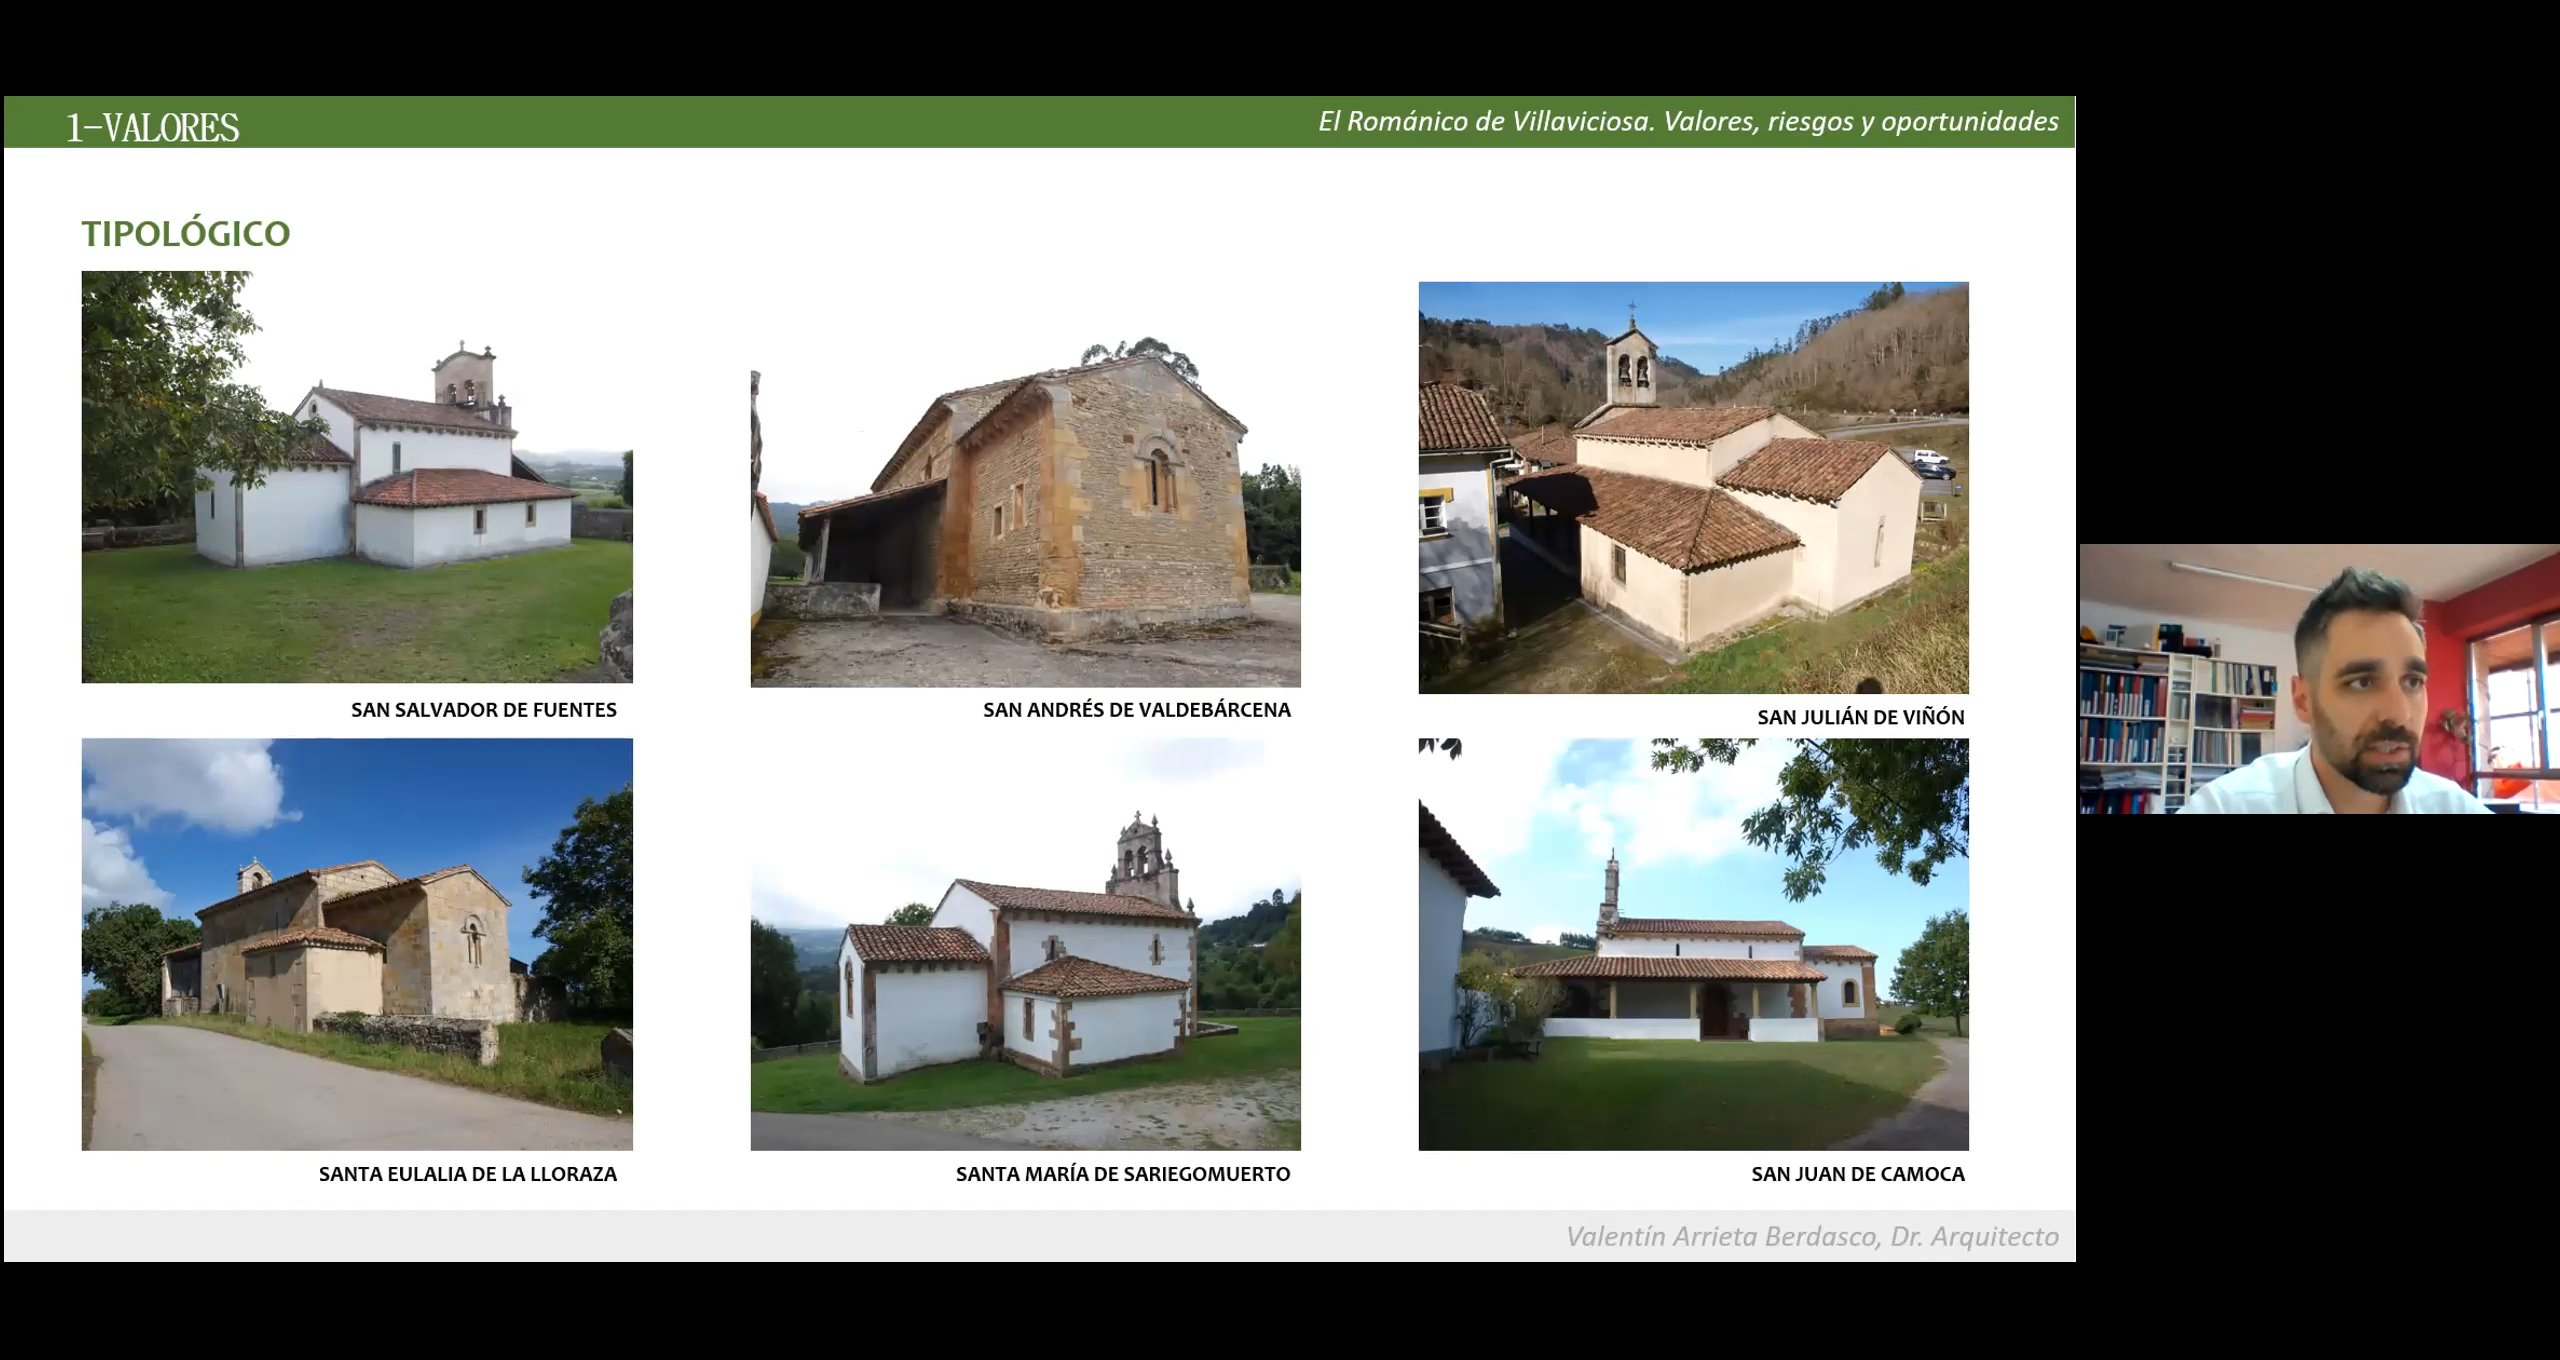 1-VALORES
El Románico de Villaviciosa. Valores, riesgos y oportunidades
TIPOLÓGICO
SAN SALVADOR DE FUENTES
SAN ANDRÉS DE VALDEBÁRCENA
SAN JULIÁN DE VIÑÓN
SANTA EULALIA DE LA LLORAZA
SANTA MARÍA DE SARIEGOMUERTO
SAN JUAN DE CAMOCA
Valentín Arrieta Berdasco, Dr. Arquitecto